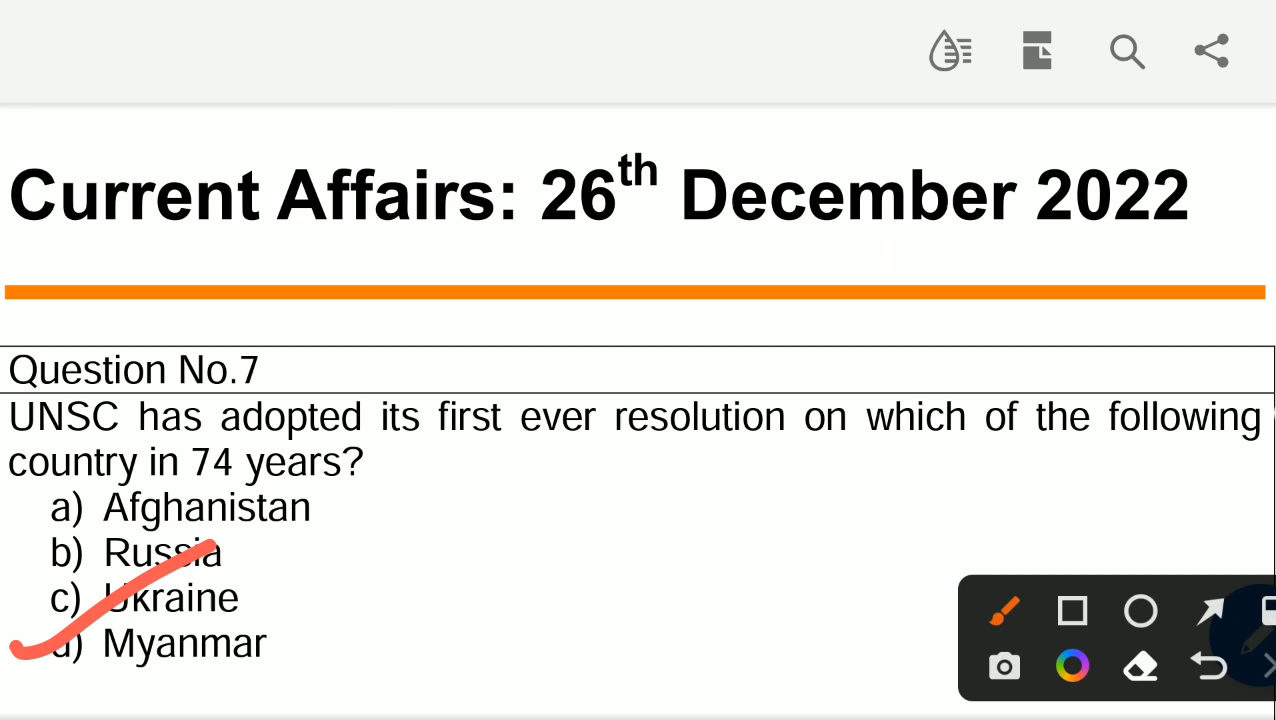 Current Affairs: 26th December 2022
Question No.7
UNSC has adopted its first ever resolution on which of the following
country in 74 years?
a) Afghanistan
b) Russia
c) Ukraine
d) Myanmar